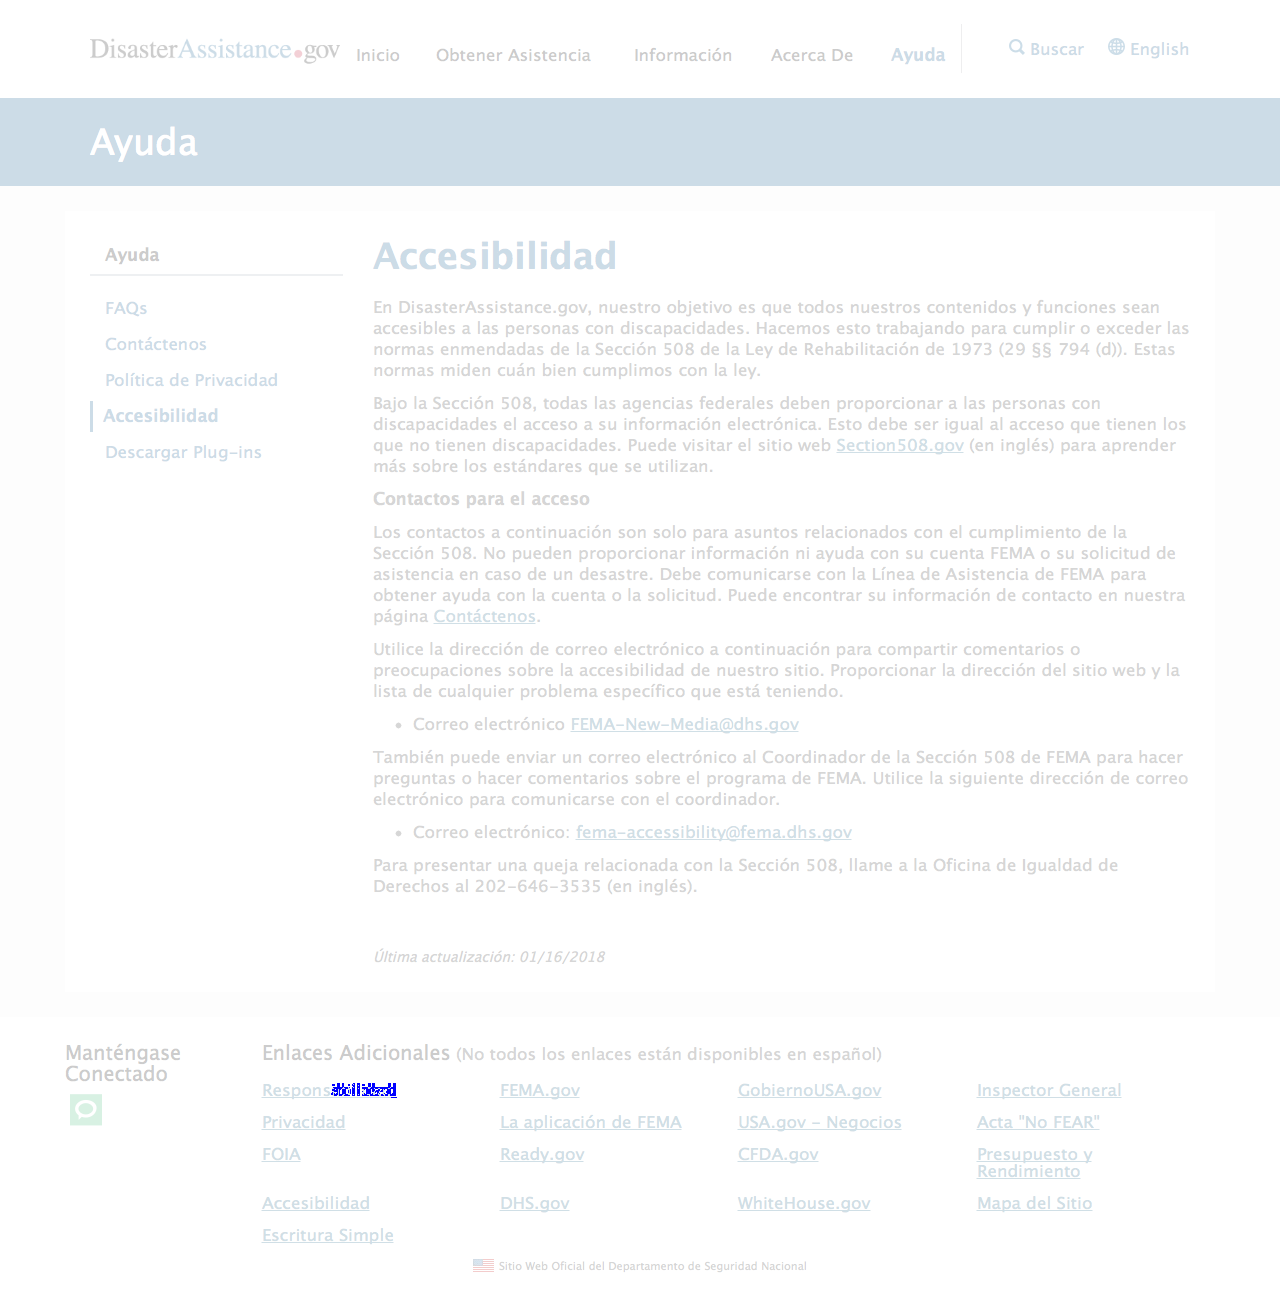 DisasterAssistance.gov Inicio Obtener Asistencia Información Acerca De Ayuda Buscar English
Ayuda
Ayuda
FAQs
Contáctenos
Política de Privacidad
Accesibilidad
Descargar Plug-ins
Accesibilidad
En DisasterAssistance.gov, nuestro objetivo es que todos nuestros contenidos y funciones sean
accesibles a las personas con discapacidades. Hacemos esto trabajando para cumplir o exceder las
normas enmendadas de la Sección 508 de la Ley de Rehabilitación de 1973 (29 §§ 794 (d)). Estas
normas miden cuán bien cumplimos con la ley.
Bajo la Sección 508, todas las agencias federales deben proporcionar a las personas con
discapacidades el acceso a su información electrónica. Esto debe ser igual al acceso que tienen los
que no tienen discapacidades. Puede visitar el sitio web Section508.gov (en inglés) para aprender
más sobre los estándares que se utilizan.
Contactos para el acceso
Los contactos a continuación son solo para asuntos relacionados con el cumplimiento de la
Sección 508. No pueden proporcionar información ni ayuda con su cuenta FEMA o su solicitud de
asistencia en caso de un desastre. Debe comunicarse con la Línea de Asistencia de FEMA para
obtener ayuda con la cuenta o la solicitud. Puede encontrar su información de contacto en nuestra
página Contáctenos.
Utilice la dirección de correo electrónico a continuación para compartir comentarios o
preocupaciones sobre la accesibilidad de nuestro sitio. Proporcionar la dirección del sitio web y la
lista de cualquier problema específico que está teniendo.
• Correo electrónico FEMA-New-Media@dhs.gov
También puede enviar un correo electrónico al Coordinador de la Sección 508 de FEMA para hacer
preguntas o hacer comentarios sobre el programa de FEMA. Utilice la siguiente dirección de correo
electrónico para comunicarse con el coordinador.
• Correo electrónico: fema-accessibility@fema.dhs.gov
Para presentar una queja relacionada con la Sección 508, llame a la Oficina de Igualdad de
Derechos al 202-646-3535 (en inglés).
Última actualización: 01/16/2018
Manténgase
Conectado
Enlaces Adicionales (No todos los enlaces están disponibles en español)
Responsabilidad FEMA.gov GobiernoUSA.gov Inspector General
Privacidad La aplicación de FEMA USA.gov - Negocios Acta "No FEAR"
FOIA Ready.gov CFDA.gov Presupuesto y
Rendimiento
Accesibilidad DHS.gov WhiteHouse.gov Mapa del Sitio
Escritura Simple
Sitio Web Oficial del Departamento de Seguridad Nacional